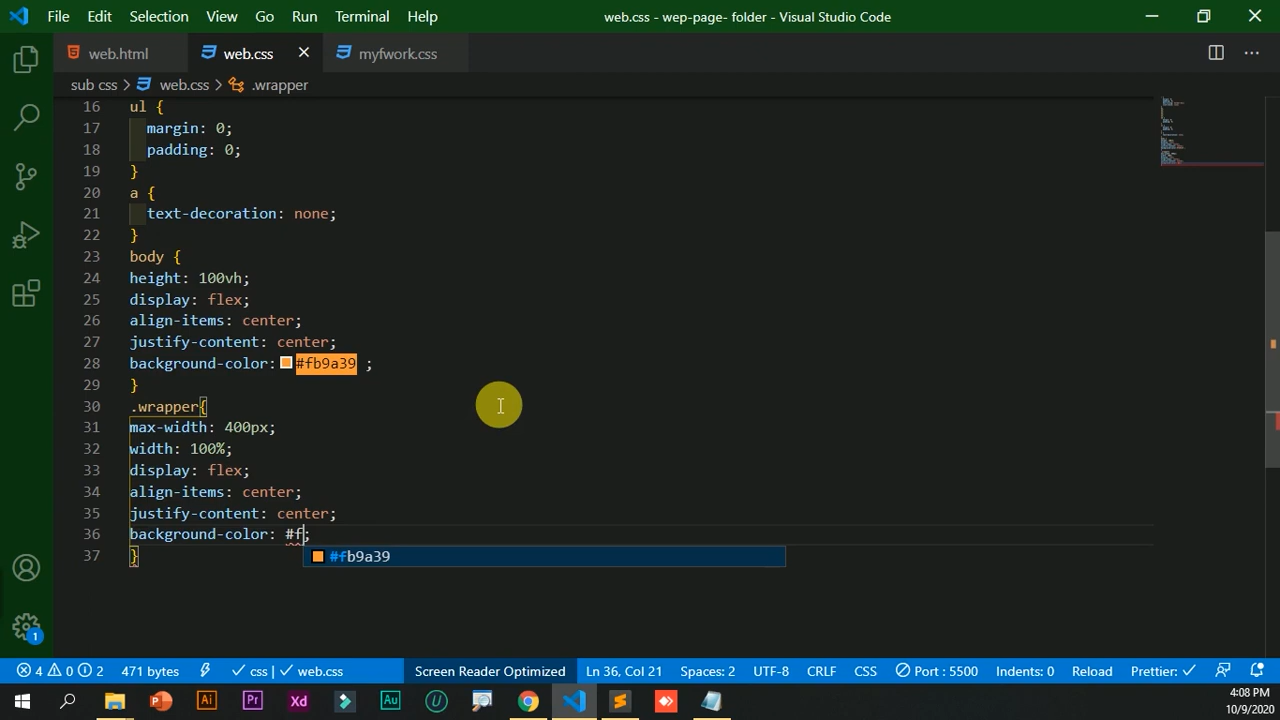 File Edit Selection View Go Run Terminal Help web.css - wep-page- folder - Visual Studio Code
web.html web.css myfwork.css
sub css > web.css > .wrapper
16 ul {
17 margin: 0;
18 padding: 0;
19 }
20 a {
21 text-decoration: none;
22 }
23 body {
24 height: 100vh;
25 display: flex;
26 align-items: center;
27 justify-content: center;
28 background-color: #fb9a39 ;
29 }
30 .wrapper{
31 max-width: 400px;
32 width: 100%;
33 display: flex;
34 align-items: center;
35 justify-content: center;
36 background-color: #f;
#fb9a39
37 }
1
4 0 2 471 bytes css | web.css Screen Reader Optimized Ln 36, Col 21 Spaces: 2 UTF-8 CRLF CSS Port : 5500 Indents: 0 Reload Prettier:
Ai Pr Xd Au U
4:08 PM
10/9/2020